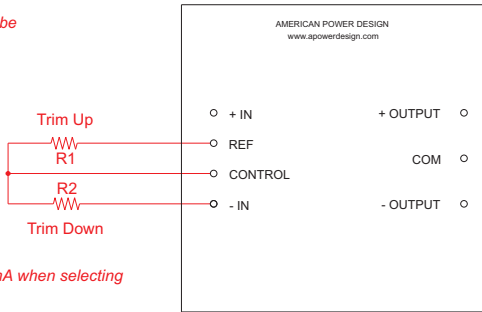 be
AMERICAN POWER DESIGN
www.apowerdesign.com
Trim Up
R1
R2
Trim Down
+ IN
REF
CONTROL
- IN
+ OUTPUT
COM
- OUTPUT
when selecting